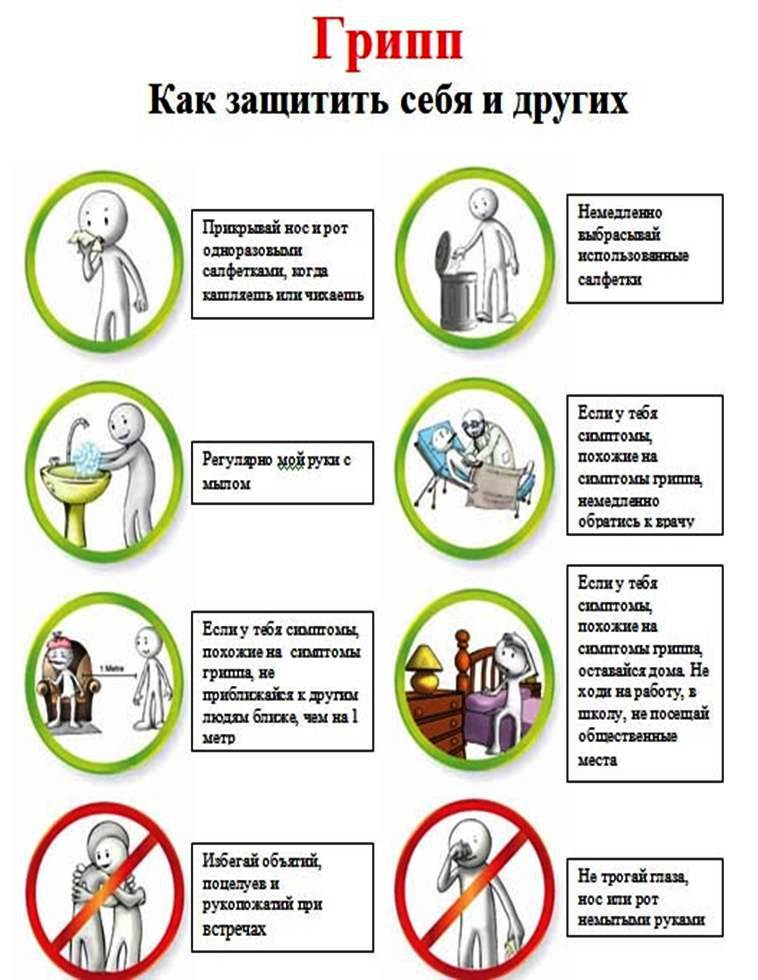 Грипп
Как защитить себя и других
Прикрывай нос и рот
одноразовыми
салфетками, когда
кашляешь или чихаешь
Немедленно
выбрасывай
использованные
салфетки
Регулярно мой руки с
мылом
Если у тебя
симптомы,
похожие на
симптомы гриппа,
немедленно
обратись к врачу
Если у тебя симптомы,
похожие на симптомы
гриппа, не
приближайся к другим
людям ближе, чем на 1
метр
1 Metre
Если у тебя
симптомы,
похожие на
симптомы гриппа,
оставайся дома. Не
ходи на работу, в
школу, не посещай
общественные
места
Избегай объятий,
поцелуев и
рукопожатий при
встречах
Не трогай глаза,
нос или рот
немытыми руками